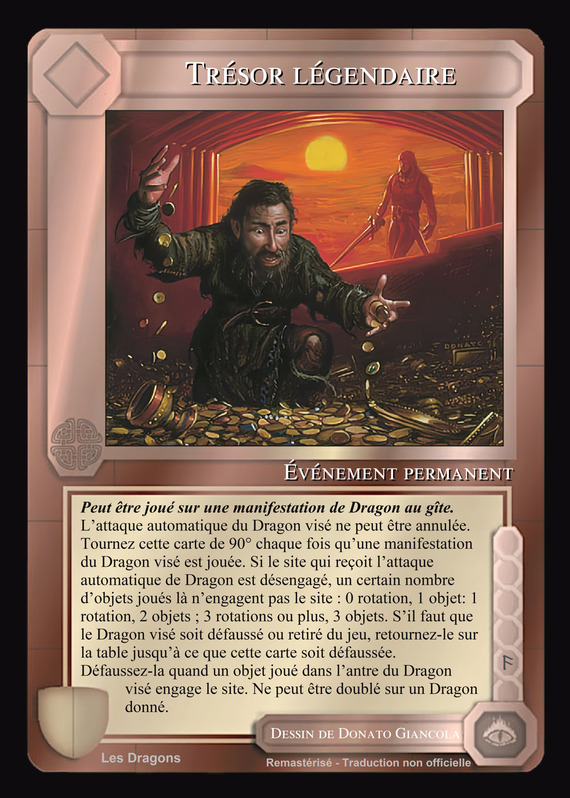 Trésor légendaire
DONATO
Événement permanent
Peut être joué sur une manifestation de Dragon au gîte.
L'attaque automatique du Dragon visé ne peut être annulée.
Tournez cette carte de 90° chaque fois qu'une manifestation
du Dragon visé est jouée. Si le site qui reçoit l'attaque
automatique de Dragon est désengagé, un certain nombre
d'objets joués là n'engagent pas le site : 0 rotation, 1 objet: 1
rotation, 2 objets ; 3 rotations ou plus, 3 objets. S'il faut que
le Dragon visé soit défaussé ou retiré du jeu, retournez-le sur
la table jusqu'à ce que cette carte soit défaussée.
Défaussez-la quand un objet joué dans l'antre du Dragon
visé engage le site. Ne peut être doublé sur un Dragon
donné.
Dessin de Donato Giancola
Les Dragons
Remastérisé - Traduction non officielle